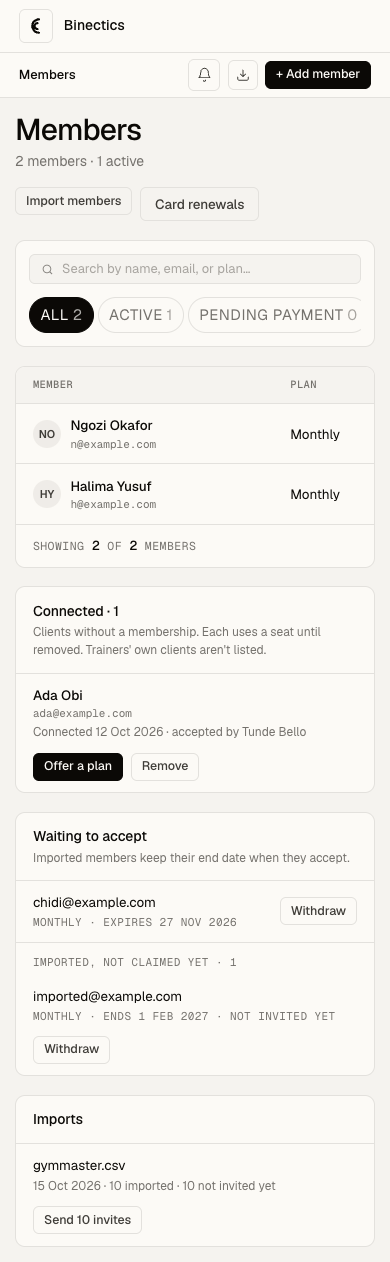 Binectics
Members
+ Add member
Members
2 members · 1 active
Import members
Card renewals
Search by name, email, or plan...
ALL 2
ACTIVE 1
PENDING PAYMENT 0
MEMBER PLAN
NO
Ngozi Okafor
n@example.com
Monthly
HY
Halima Yusuf
h@example.com
Monthly
SHOWING 2 OF 2 MEMBERS
Connected · 1
Clients without a membership. Each uses a seat until
removed. Trainers' own clients aren't listed.
Ada Obi
ada@example.com
Connected 12 Oct 2026 · accepted by Tunde Bello
Offer a plan
Remove
Waiting to accept
Imported members keep their end date when they accept.
chidi@example.com
MONTHLY · EXPIRES 27 NOV 2026
Withdraw
IMPORTED, NOT CLAIMED YET · 1
imported@example.com
MONTHLY · ENDS 1 FEB 2027 · NOT INVITED YET
Withdraw
Imports
gymmaster.csv
15 Oct 2026 · 10 imported · 10 not invited yet
Send 10 invites